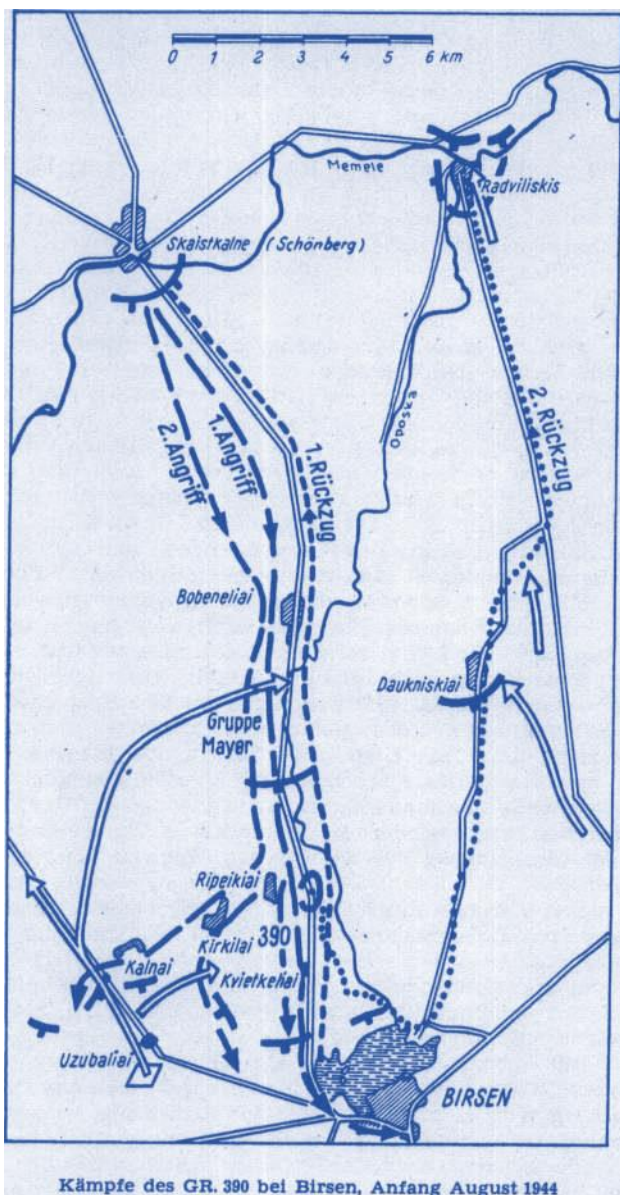 0 1 2 3 4 5 6 km
Memele
Radviliskis
Skaistkalne (Schönberg)
Oposka
2. Rückzug
1. Angriff
2. Angriff
1. Rückzug
Bobeneliai
Daukniskiai
Gruppe
Mayer
Ripeikiai
Kirkilai
390
Kalnai
Kvietkeliai
Uzubaliai
BIRSEN
Kämpfe des GR. 390 bei Birsen, Anfang August 1944